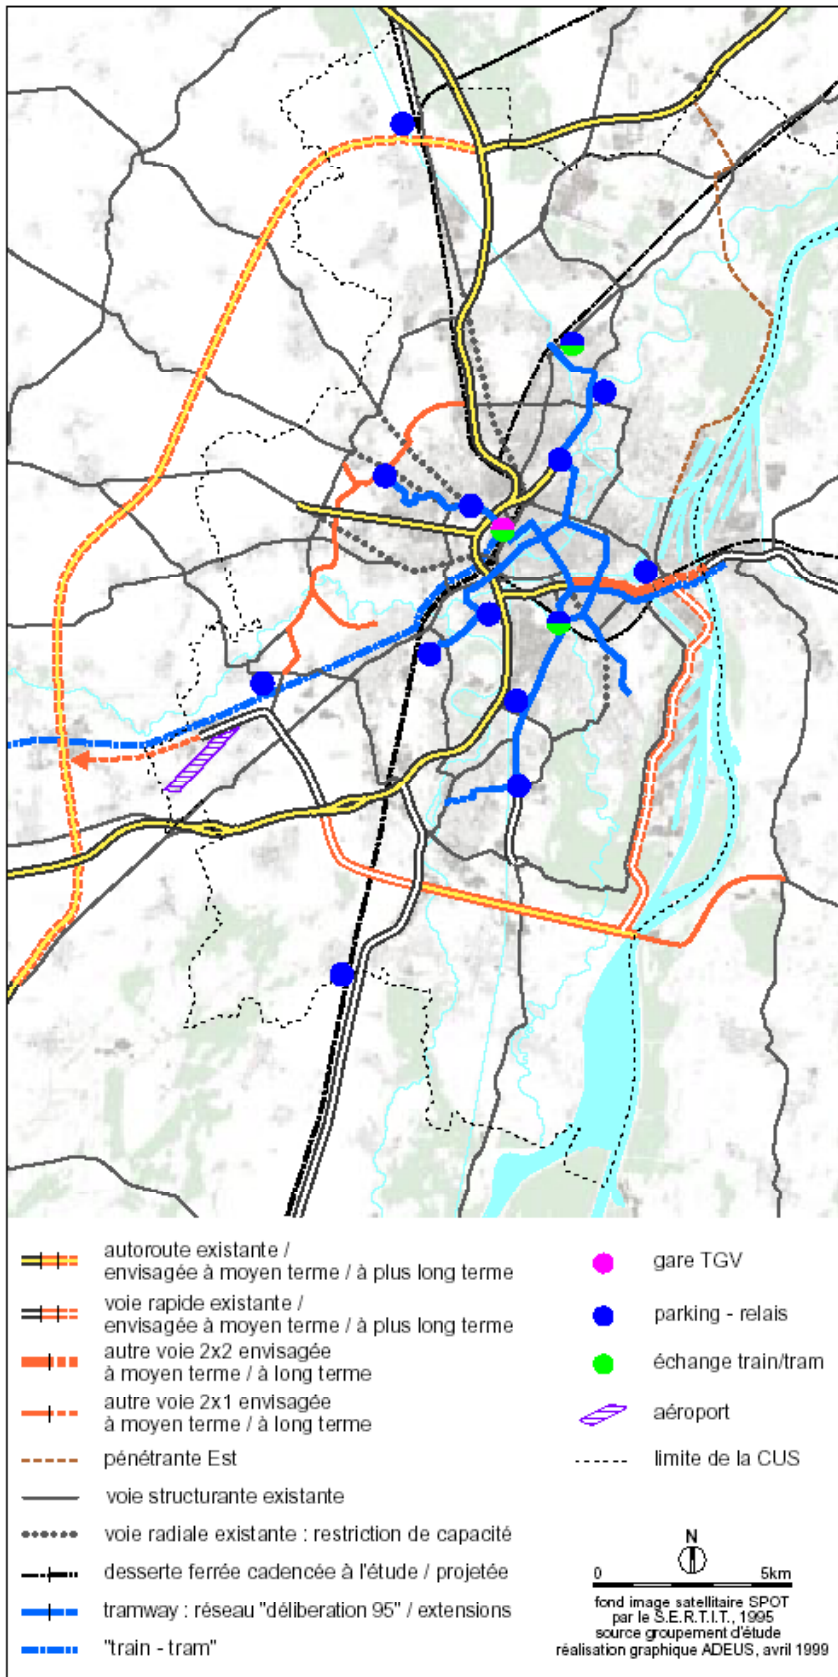 autoroute existante /
envisagée à moyen terme / à plus long terme
voie rapide existante /
envisagée à moyen terme / à plus long terme
autre voie 2x2 envisagée
à moyen terme / à long terme
autre voie 2x1 envisagée
à moyen terme / à long terme
pénétrante Est
voie structurante existante
voie radiale existante : restriction de capacité
desserte ferrée cadencée à l'étude / projetée
tramway : réseau "déliberation 95" / extensions
"train - tram"
gare TGV
parking - relais
échange train/tram
aéroport
limite de la CUS
N
0 5km
fond image satellitaire SPOT
par le S.E.R.T.I.T., 1995
source groupement d'étude
réalisation graphique ADEUS, avril 1999